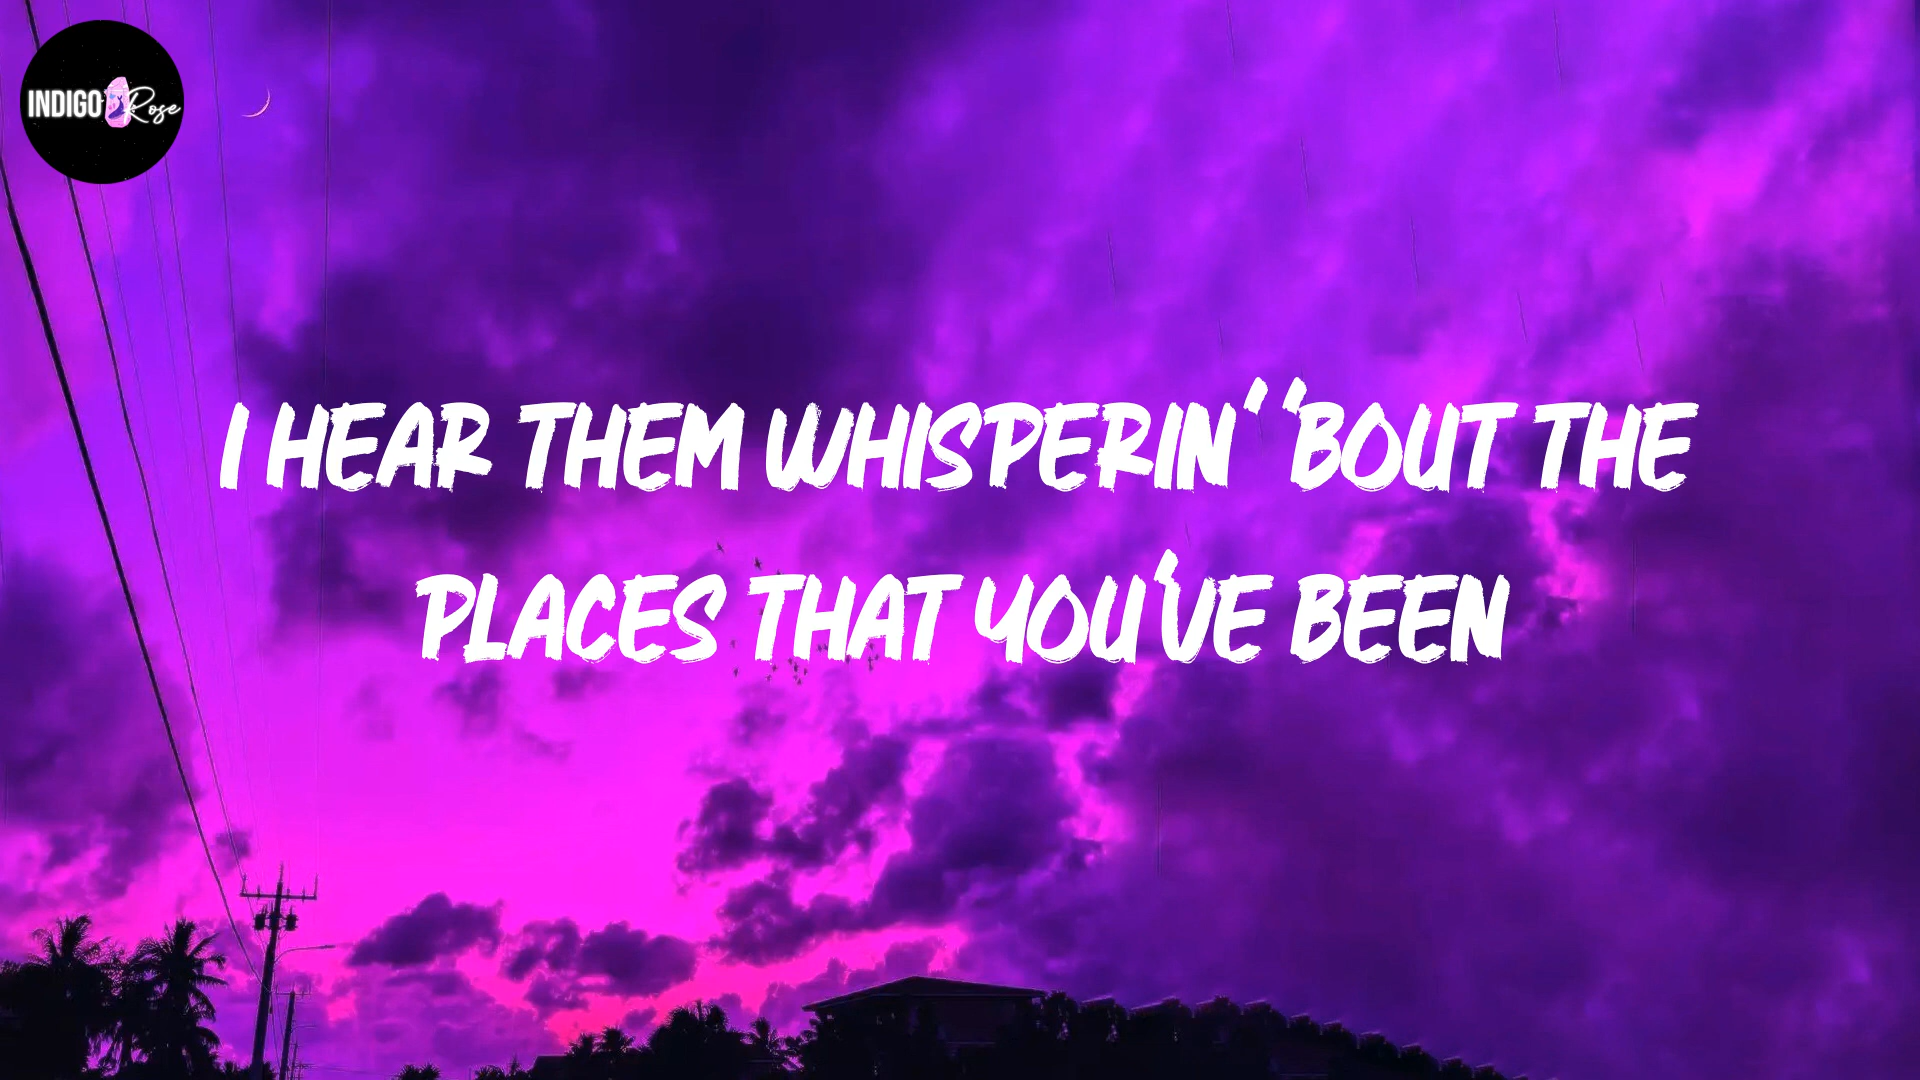 INDIGO Rose
I HEAR THEM WHISPERIN' 'BOUT THE
PLACES THAT YOU'VE BEEN